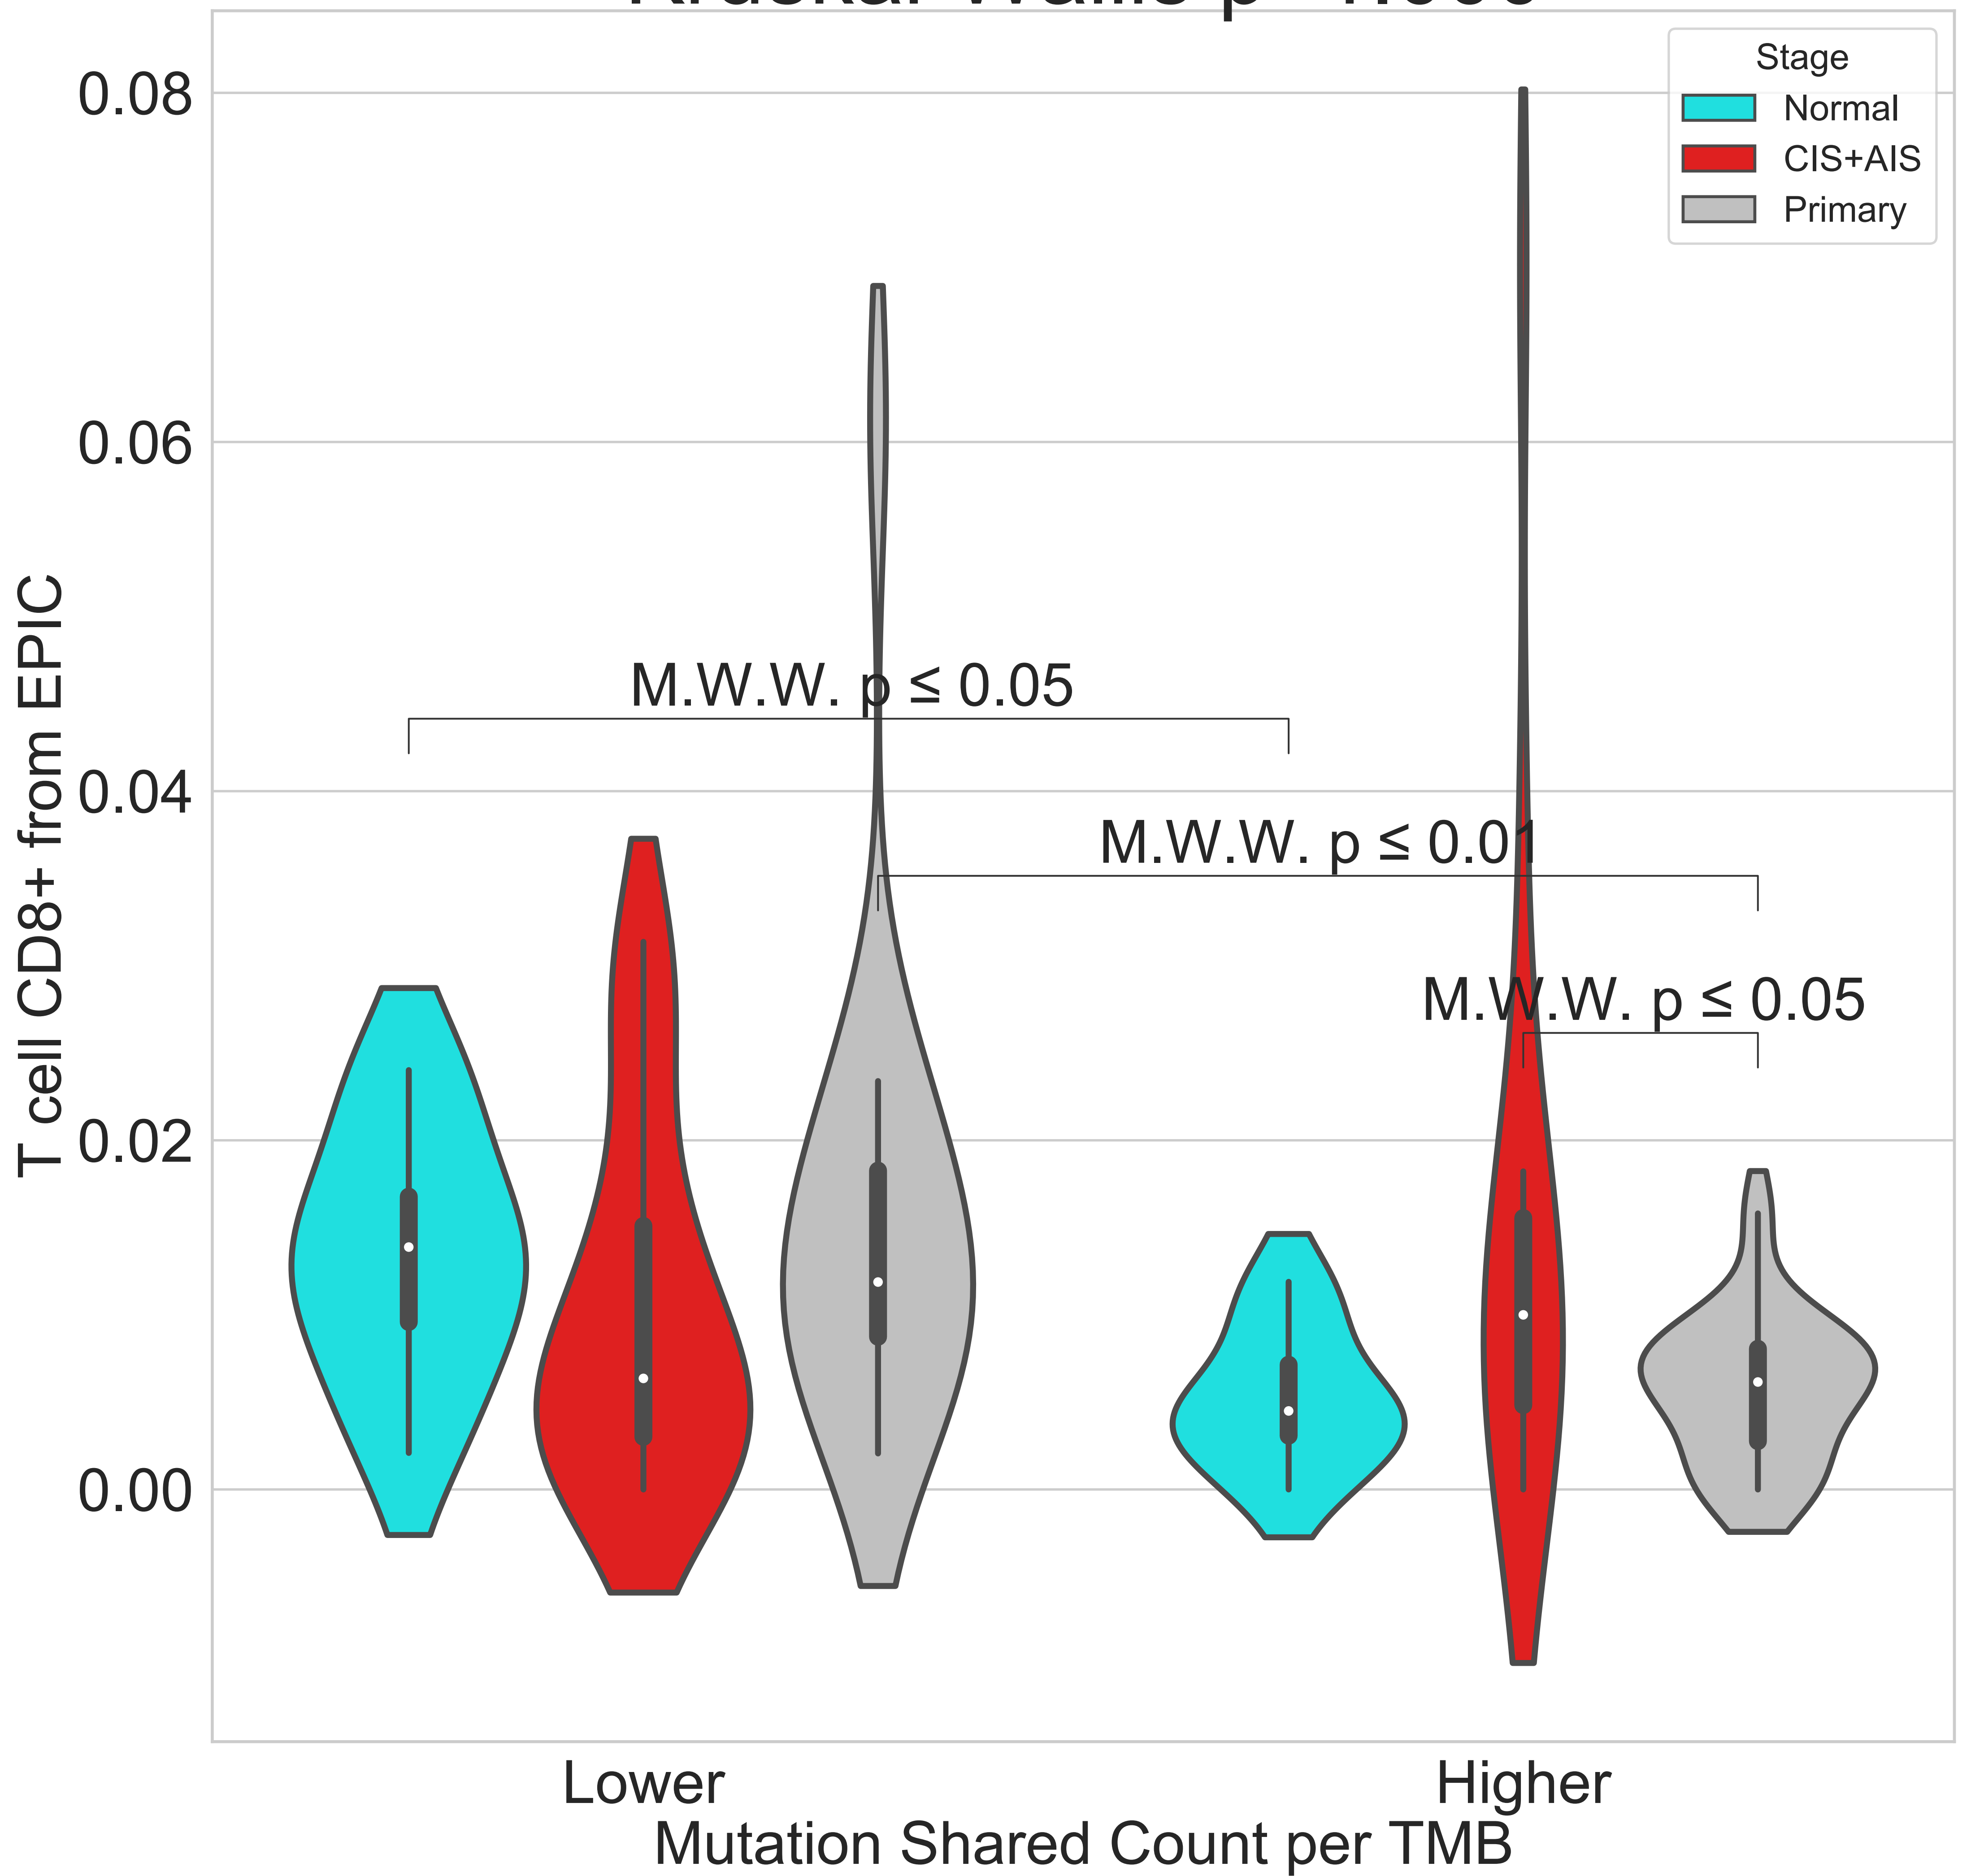 Stage
Normal
CIS+AIS
Primary
0.08
0.06
0.04
0.02
0.00
T cell CD8+ from EPIC
M.W.W. p ≤ 0.05
M.W.W. p ≤ 0.01
M.W.W. p ≤ 0.05
Lower
Higher
Mutation Shared Count per TMB